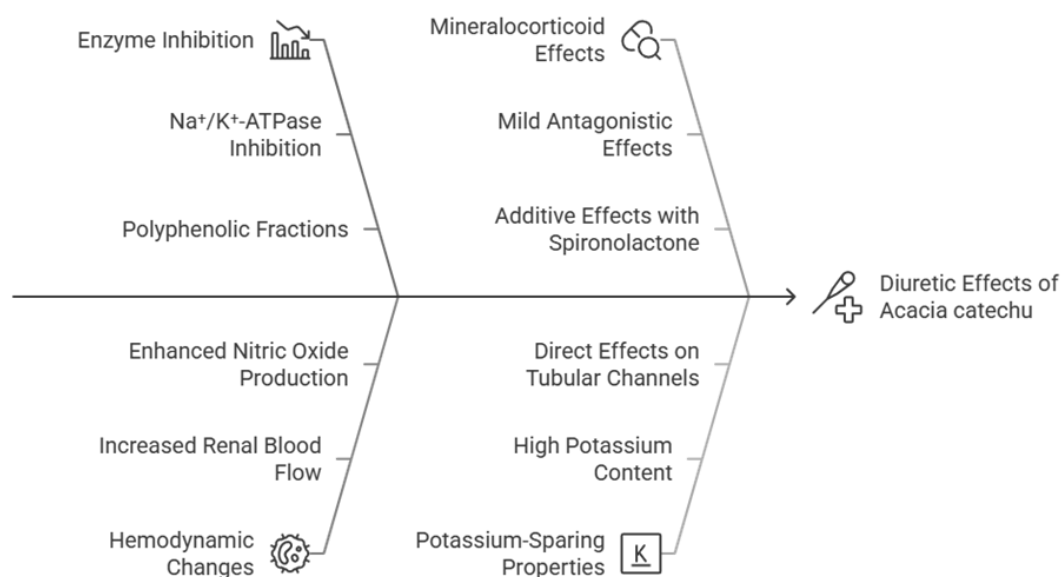 Enzyme Inhibition
Na⁺/K⁺-ATPase
Inhibition
Polyphenolic Fractions
Mineralocorticoid
Effects
Mild Antagonistic
Effects
Additive Effects with
Spironolactone
Diuretic Effects of
Acacia catechu
Enhanced Nitric Oxide
Production
Increased Renal Blood
Flow
Hemodynamic
Changes
Direct Effects on
Tubular Channels
High Potassium
Content
Potassium-Sparing
Properties
K